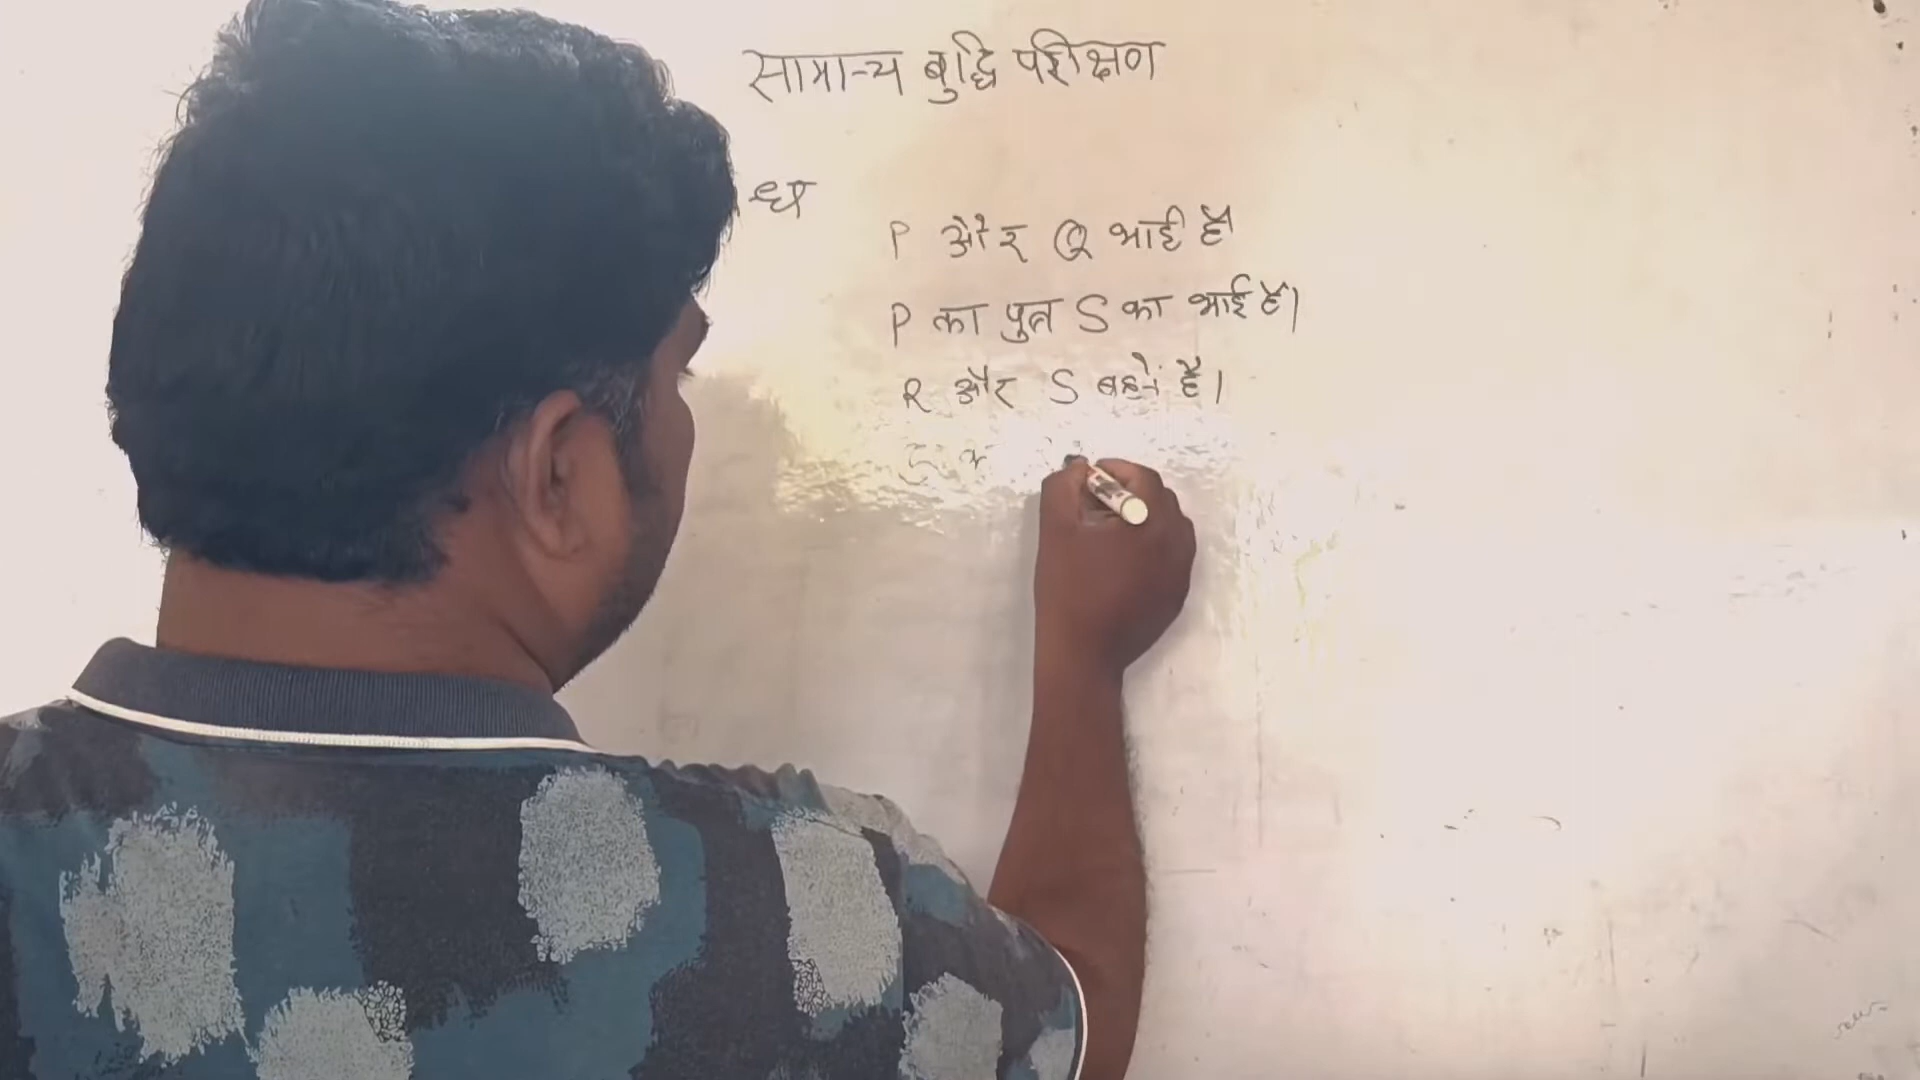 सामान्य बुद्धि परीक्षण
न्ध
P और Q भाई हैं।
P का पुत्र S का भाई है।
R और S बहनें हैं।